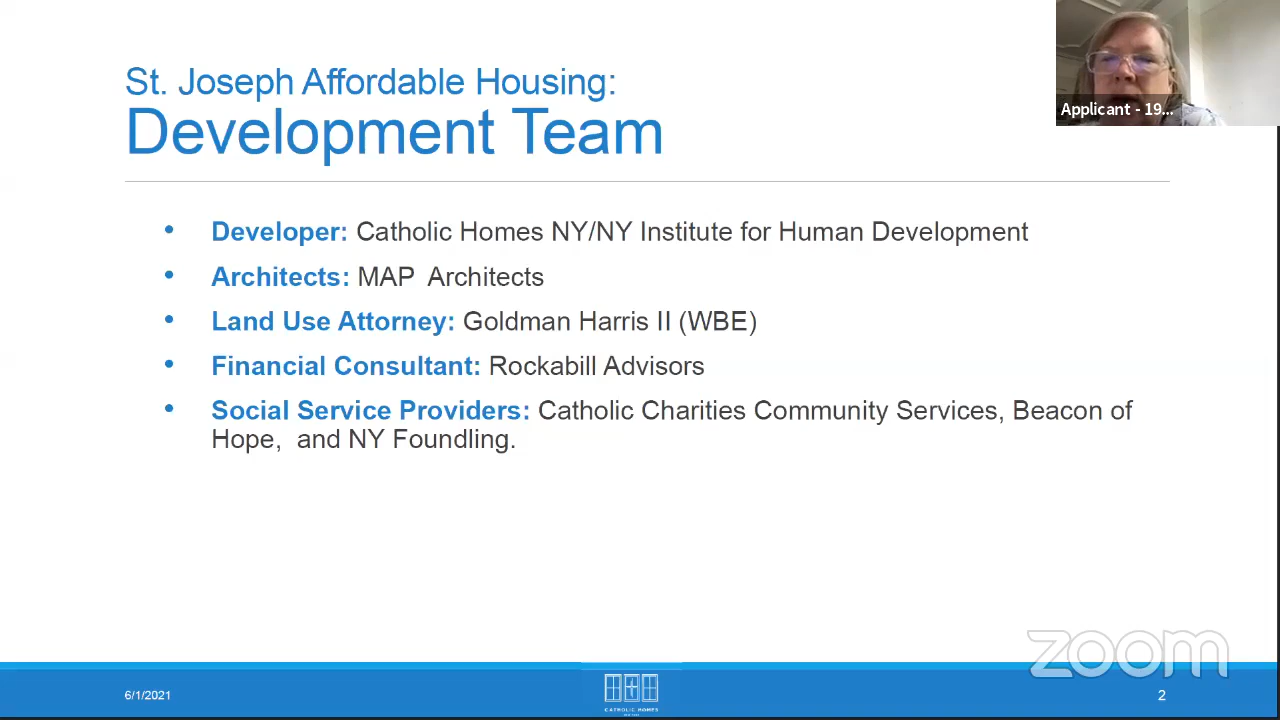 Applicant - 19...
St. Joseph Affordable Housing:
Development Team
• Developer: Catholic Homes NY/NY Institute for Human Development
• Architects: MAP Architects
• Land Use Attorney: Goldman Harris II (WBE)
• Financial Consultant: Rockabill Advisors
• Social Service Providers: Catholic Charities Community Services, Beacon of
Hope, and NY Foundling.
zoom
6/1/2021
CATHOLIC HOMES
2